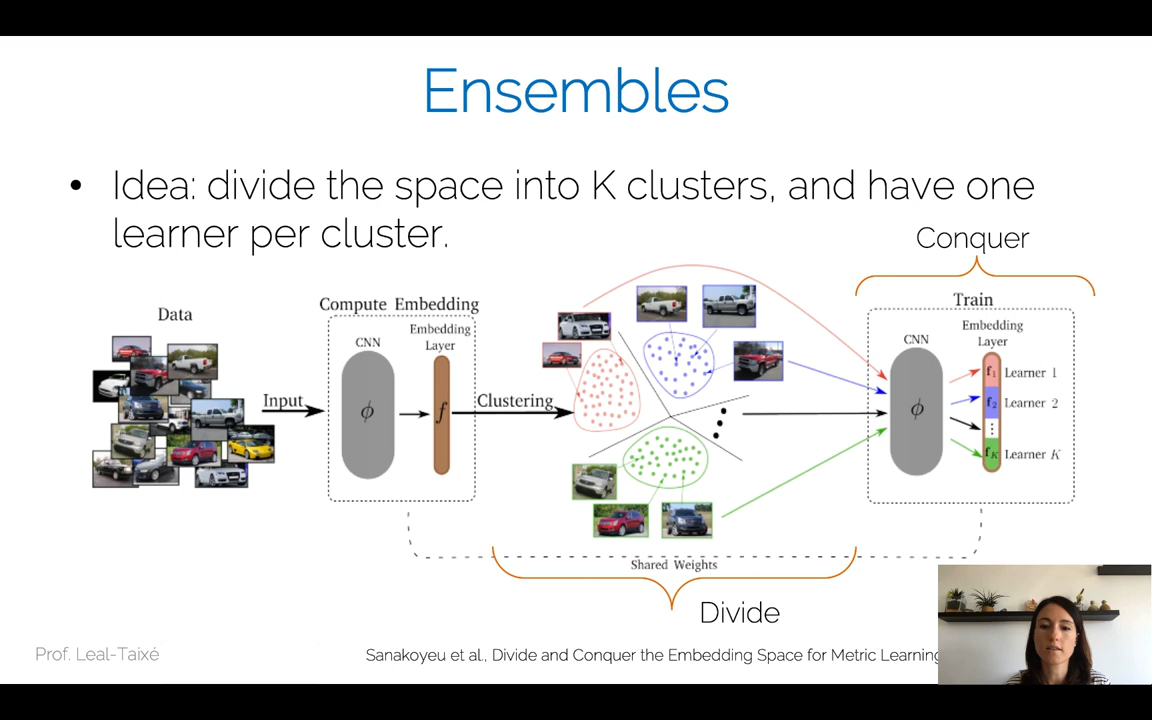 Ensembles
• Idea: divide the space into K clusters, and have one
learner per cluster.
Conquer
Data
Compute Embedding
CNN
Embedding
Layer
ϕ
f
Input
Clustering
Train
CNN
Embedding
Layer
ϕ
f1 Learner 1
f2 Learner 2
⋮
fK Learner K
Shared Weights
Divide
Prof. Leal-Taixé
Sanakoyeu et al., Divide and Conquer the Embedding Space for Metric Learning